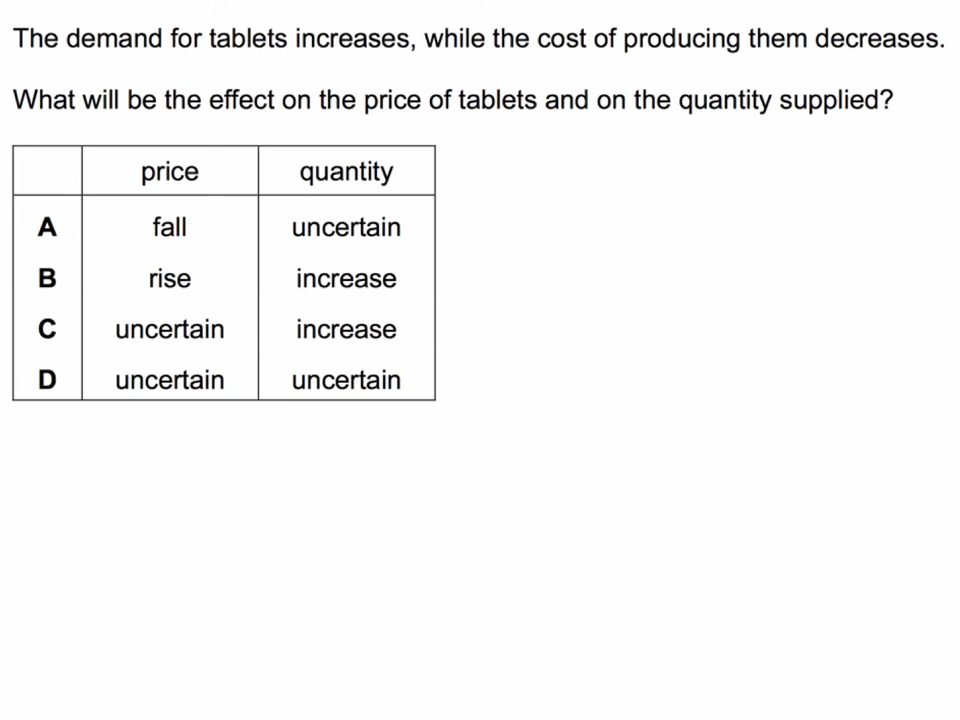 The demand for tablets increases, while the cost of producing them decreases.
What will be the effect on the price of tablets and on the quantity supplied?
price quantity
A fall uncertain
B rise increase
C uncertain increase
D uncertain uncertain